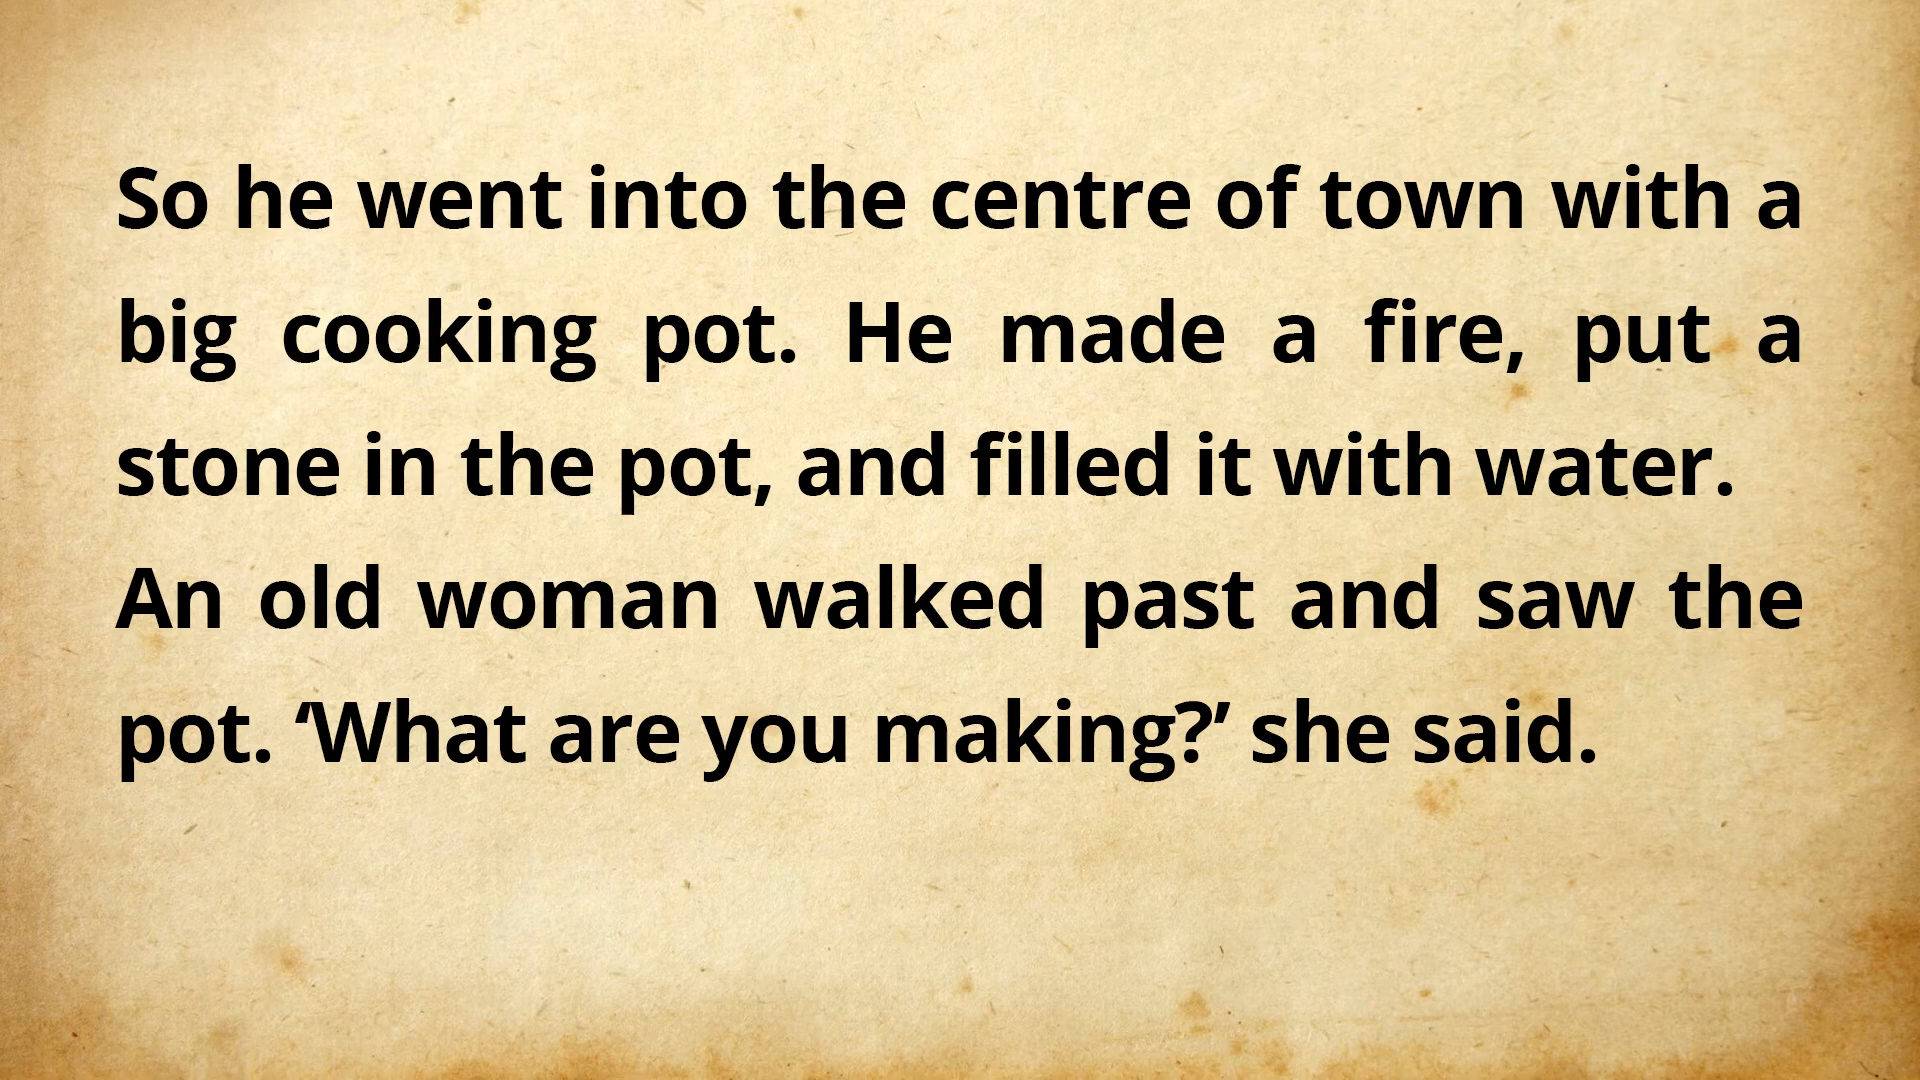 So he went into the centre of town with a
big cooking pot. He made a fire, put a
stone in the pot, and filled it with water.
An old woman walked past and saw the
pot. ‘What are you making?’ she said.